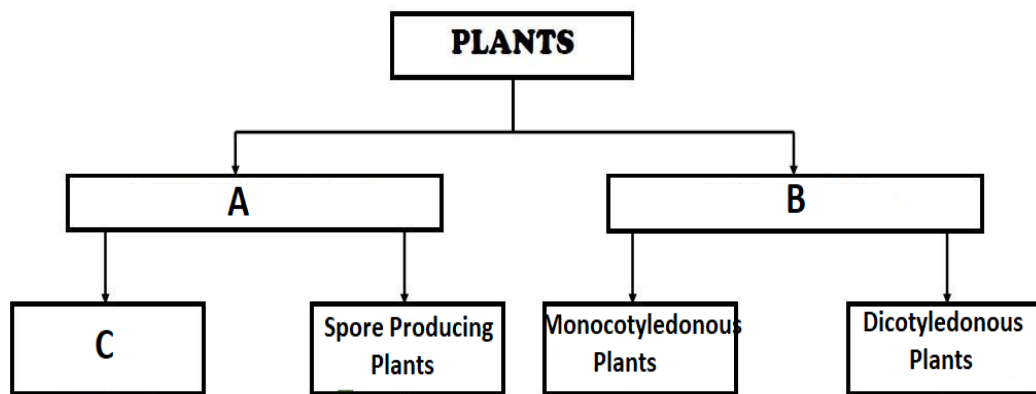 PLANTS
A
B
C
Spore Producing
Plants
Monocotyledonous
Plants
Dicotyledonous
Plants